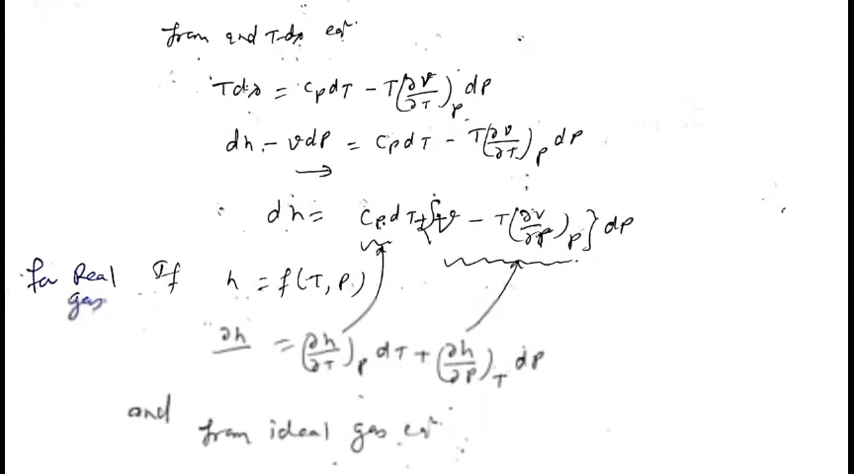 from 2nd T-ds eqn.
Tds = CpdT - T(∂v/∂T)p dP
dh - vdP = CpdT - T(∂v/∂T)p dP
∴ dh = CpdT + {v - T(∂v/∂p)p} dP
for Real gas If h = f(T, P)
∂h = (∂h/∂T)p dT + (∂h/∂P)T dP
and
from ideal gas eqn.